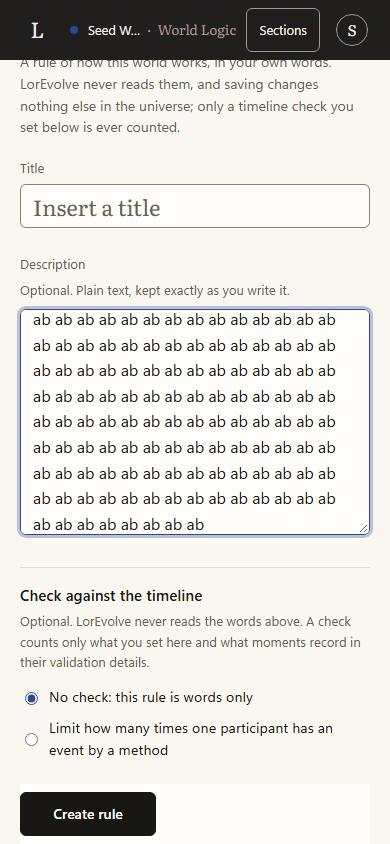 L Seed W... · World Logic Sections S
A rule of how this world works, in your own words.
LorEvolve never reads them, and saving changes
nothing else in the universe; only a timeline check you
set below is ever counted.
Title
Insert a title
Description
Optional. Plain text, kept exactly as you write it.
ab ab ab ab ab ab ab ab ab ab ab ab ab ab
ab ab ab ab ab ab ab ab ab ab ab ab ab ab
ab ab ab ab ab ab ab ab ab ab ab ab ab ab
ab ab ab ab ab ab ab ab ab ab ab ab ab ab
ab ab ab ab ab ab ab ab ab ab ab ab ab ab
ab ab ab ab ab ab ab ab ab ab ab ab ab ab
ab ab ab ab ab ab ab ab ab ab ab ab ab ab
ab ab ab ab ab ab ab ab ab ab ab ab ab ab
ab ab ab ab ab ab ab ab
Check against the timeline
Optional. LorEvolve never reads the words above. A check
counts only what you set here and what moments record in
their validation details.
No check: this rule is words only
Limit how many times one participant has an
event by a method
Create rule